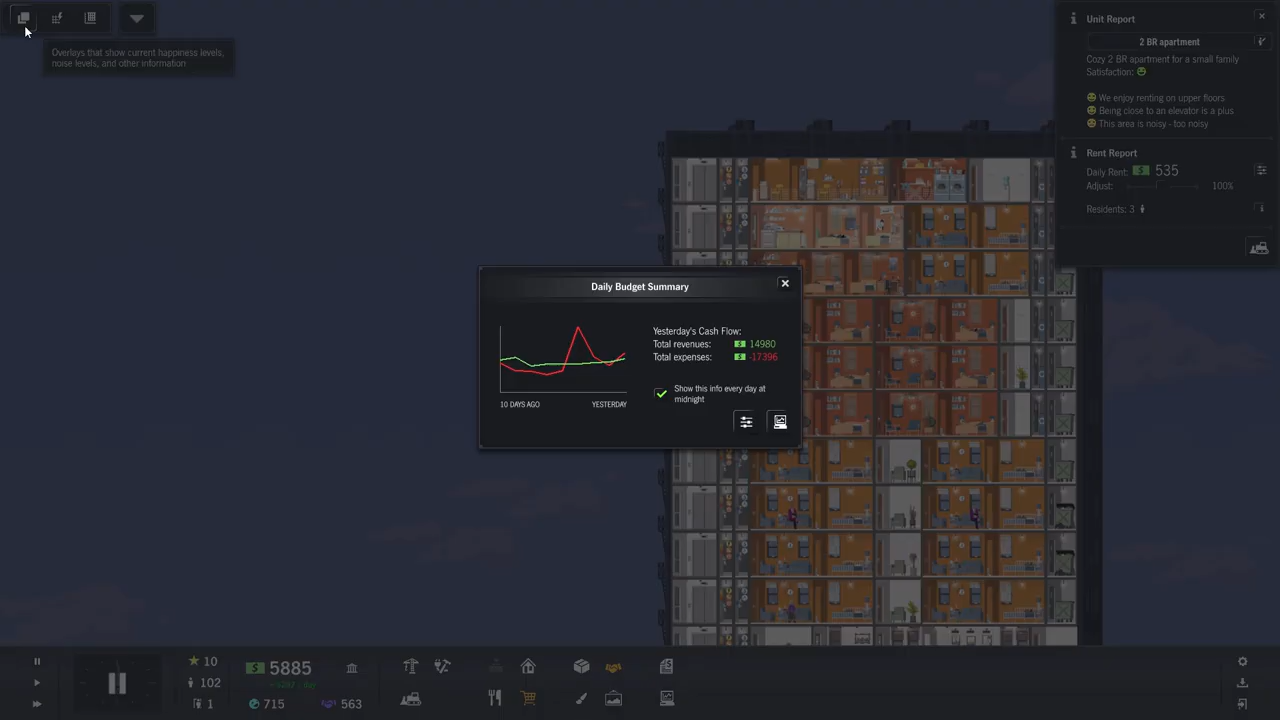 Overlays that show current happiness levels,
noise levels, and other information
Unit Report
2 BR apartment
Cozy 2 BR apartment for a small family
Satisfaction:
We enjoy renting on upper floors
Being close to an elevator is a plus
This area is noisy - too noisy
Rent Report
Daily Rent: $ 535
Adjust: 100%
Residents: 3
Daily Budget Summary
Yesterday's Cash Flow:
Total revenues: $ 14980
Total expenses: $ -17396
Show this info every day at
midnight
10 DAYS AGO YESTERDAY
10
102
1
$ 5885
715
563